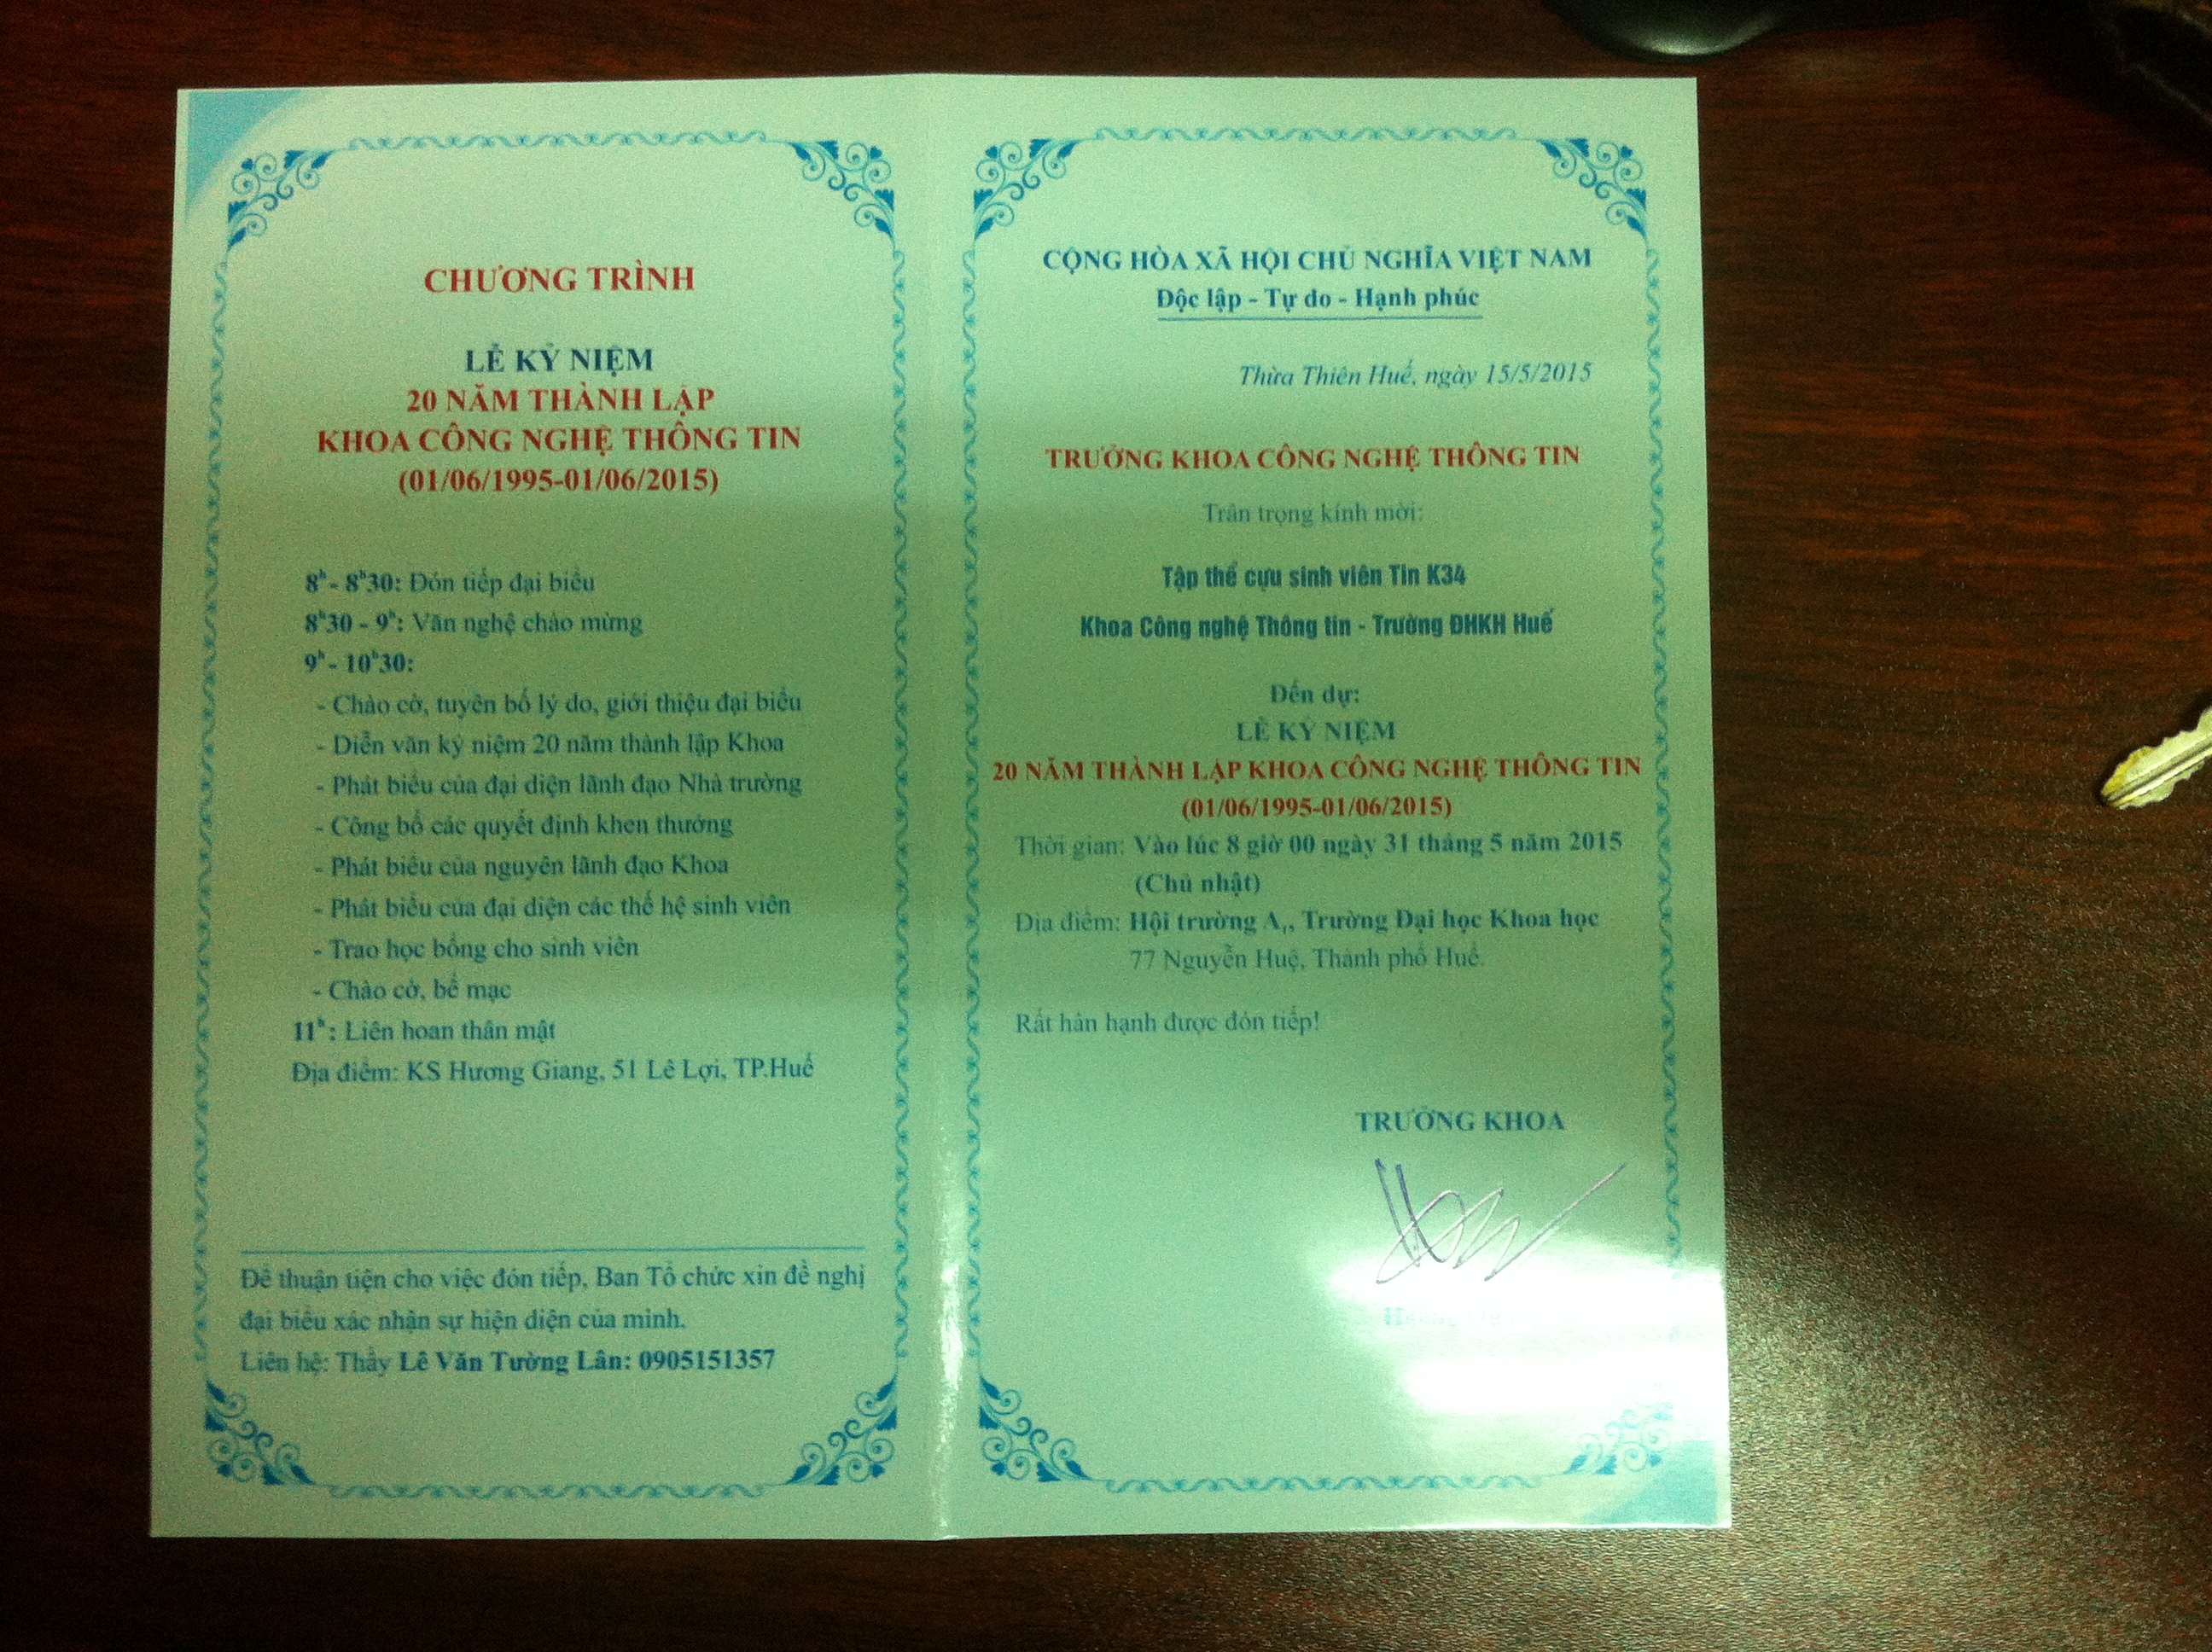 CHƯƠNG TRÌNH
LỄ KỶ NIỆM
20 NĂM THÀNH LẬP
KHOA CÔNG NGHỆ THÔNG TIN
(01/06/1995-01/06/2015)
8ʰ - 8ʰ30: Đón tiếp đại biểu
8ʰ30 - 9ʰ: Văn nghệ chào mừng
9ʰ - 10ʰ30:
- Chào cờ, tuyên bố lý do, giới thiệu đại biểu
- Diễn văn kỷ niệm 20 năm thành lập Khoa
- Phát biểu của đại diện lãnh đạo Nhà trường
- Công bố các quyết định khen thưởng
- Phát biểu của nguyên lãnh đạo Khoa
- Phát biểu của đại diện các thế hệ sinh viên
- Trao học bổng cho sinh viên
- Chào cờ, bế mạc
11ʰ: Liên hoan thân mật
Địa điểm: KS Hương Giang, 51 Lê Lợi, TP.Huế
Để thuận tiện cho việc đón tiếp, Ban Tổ chức xin đề nghị
đại biểu xác nhận sự hiện diện của mình.
Liên hệ: Thầy Lê Văn Tường Lân: 0905151357
CỘNG HÒA XÃ HỘI CHỦ NGHĨA VIỆT NAM
Độc lập - Tự do - Hạnh phúc
Thừa Thiên Huế, ngày 15/5/2015
TRƯỞNG KHOA CÔNG NGHỆ THÔNG TIN
Trân trọng kính mời:
Tập thể cựu sinh viên Tin K34
Khoa Công nghệ Thông tin - Trường ĐHKH Huế
Đến dự:
LỄ KỶ NIỆM
20 NĂM THÀNH LẬP KHOA CÔNG NGHỆ THÔNG TIN
(01/06/1995-01/06/2015)
Thời gian: Vào lúc 8 giờ 00 ngày 31 tháng 5 năm 2015
(Chủ nhật)
Địa điểm: Hội trường A₁, Trường Đại học Khoa học
77 Nguyễn Huệ, Thành phố Huế.
Rất hân hạnh được đón tiếp!
TRƯỞNG KHOA